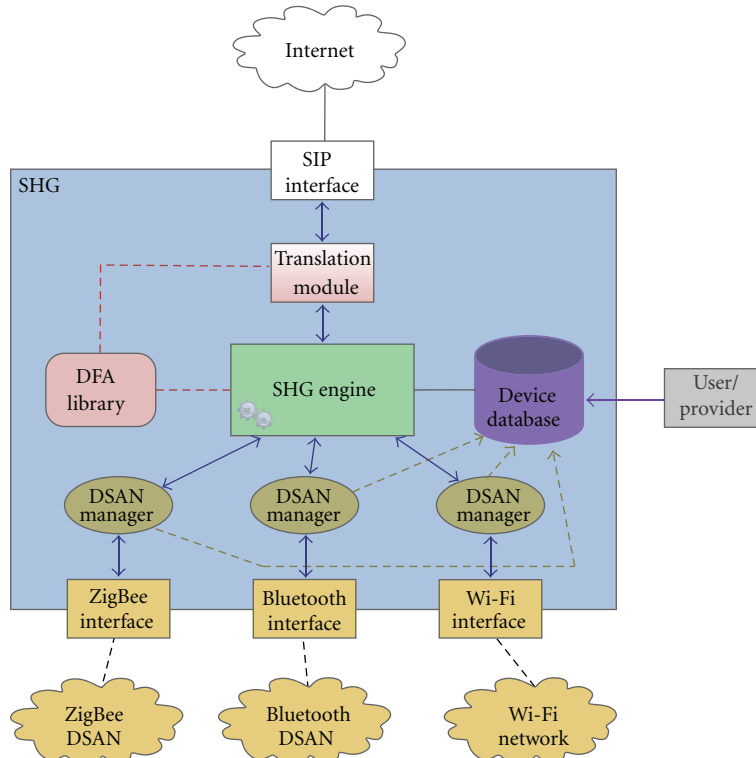 Internet
SIP
interface
SHG
Translation
module
DFA
library
SHG engine
Device
database
User/
provider
DSAN
manager
DSAN
manager
DSAN
manager
ZigBee
interface
Bluetooth
interface
Wi-Fi
interface
ZigBee
DSAN
Bluetooth
DSAN
Wi-Fi
network